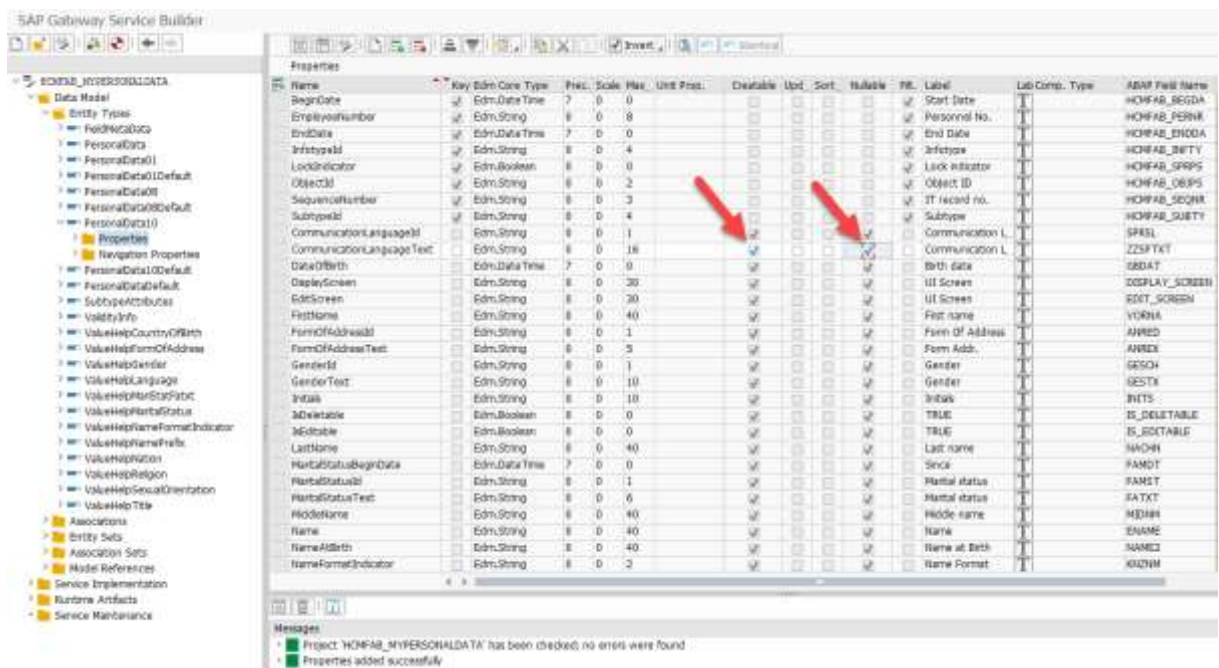 SAP Gateway Service Builder
Invert
Properties
HCMFAB_MYPERSONALDATA
Data Model
Entity Types
FieldMetaData
PersonalData
PersonalData01
PersonalData01Default
PersonalData08
PersonalData08Default
PersonalData10
Properties
Navigation Properties
PersonalData10Default
PersonalDataDefault
SubtypeAttributes
ValidityInfo
ValueHelpCountryOfBirth
ValueHelpFormOfAddress
ValueHelpGender
ValueHelpLanguage
ValueHelpMariStatFatxt
ValueHelpMaritalStatus
ValueHelpNameFormatIndicator
ValueHelpNamePrefix
ValueHelpNation
ValueHelpReligion
ValueHelpSexualOrientation
ValueHelpTitle
Associations
Entity Sets
Association Sets
Model References
Service Implementation
Runtime Artifacts
Service Maintenance
Name Key Edm Core Type Prec. Scale Max Unit Prop. Creatable Upd Sort Nullable Filt. Label Lab Comp. Type ABAP Field Name
BeginDate Edm.DateTime 7 0 0 Start Date HCMFAB_BEGDA
EmployeeNumber Edm.String 0 0 8 Personnel No. HCMFAB_PERNR
EndDate Edm.DateTime 7 0 0 End Date HCMFAB_ENDDA
InfotypeId Edm.String 0 0 4 Infotype HCMFAB_INFTY
LockIndicator Edm.Boolean 0 0 0 Lock indicator HCMFAB_SPRPS
ObjectId Edm.String 0 0 2 Object ID HCMFAB_OBJPS
SequenceNumber Edm.String 0 0 3 IT record no. HCMFAB_SEQNR
SubtypeId Edm.String 0 0 4 Subtype HCMFAB_SUBTY
CommunicationLanguageId Edm.String 0 0 1 Communication L SPRSL
CommunicationLanguageText Edm.String 0 0 16 Communication L ZZSPTXT
DateOfBirth Edm.DateTime 7 0 0 Birth date GBDAT
DisplayScreen Edm.String 0 0 30 UI Screen DISPLAY_SCREEN
EditScreen Edm.String 0 0 30 UI Screen EDIT_SCREEN
FirstName Edm.String 0 0 40 First name VORNA
FormOfAddressId Edm.String 0 0 1 Form Of Address ANRED
FormOfAddressText Edm.String 0 0 5 Form Addr. ANREX
GenderId Edm.String 0 0 1 Gender GESCH
GenderText Edm.String 0 0 10 Gender GESTX
Initials Edm.String 0 0 10 Initials INITS
IsDeletable Edm.Boolean 0 0 0 TRUE IS_DELETABLE
IsEditable Edm.Boolean 0 0 0 TRUE IS_EDITABLE
LastName Edm.String 0 0 40 Last name NACHN
MaritalStatusBeginData Edm.DateTime 7 0 0 Since FAMDT
MaritalStatusId Edm.String 0 0 1 Marital status FAMST
MaritalStatusText Edm.String 0 0 6 Marital status FATXT
MiddleName Edm.String 0 0 40 Middle name MIDNM
Name Edm.String 0 0 40 Name ENAME
NameAtBirth Edm.String 0 0 40 Name at Birth NAME2
NameFormatIndicator Edm.String 0 0 2 Name Format KNZNM
Messages
Project 'HCMFAB_MYPERSONALDATA' has been checked; no errors were found
Properties added successfully